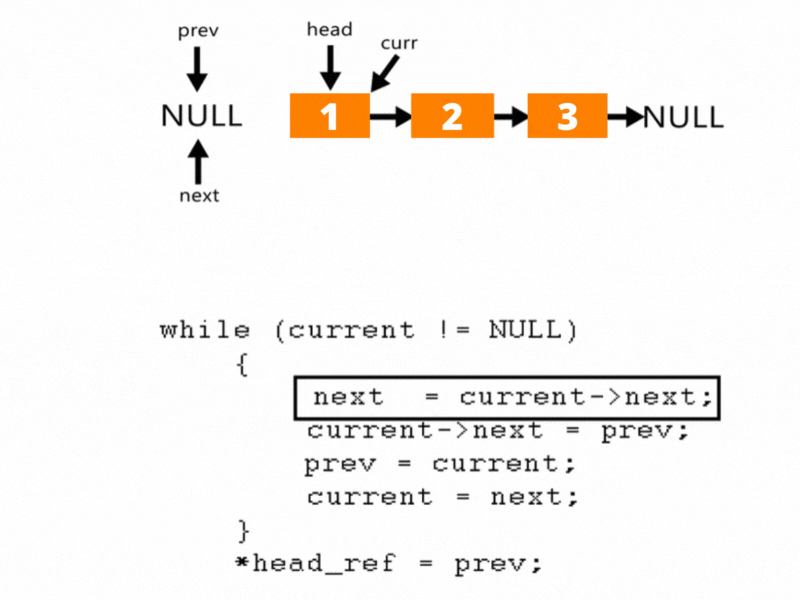 prev
head
curr
NULL
1
2
3
NULL
next
while (current != NULL)
{
next = current->next;
current->next = prev;
prev = current;
current = next;
}
*head_ref = prev;